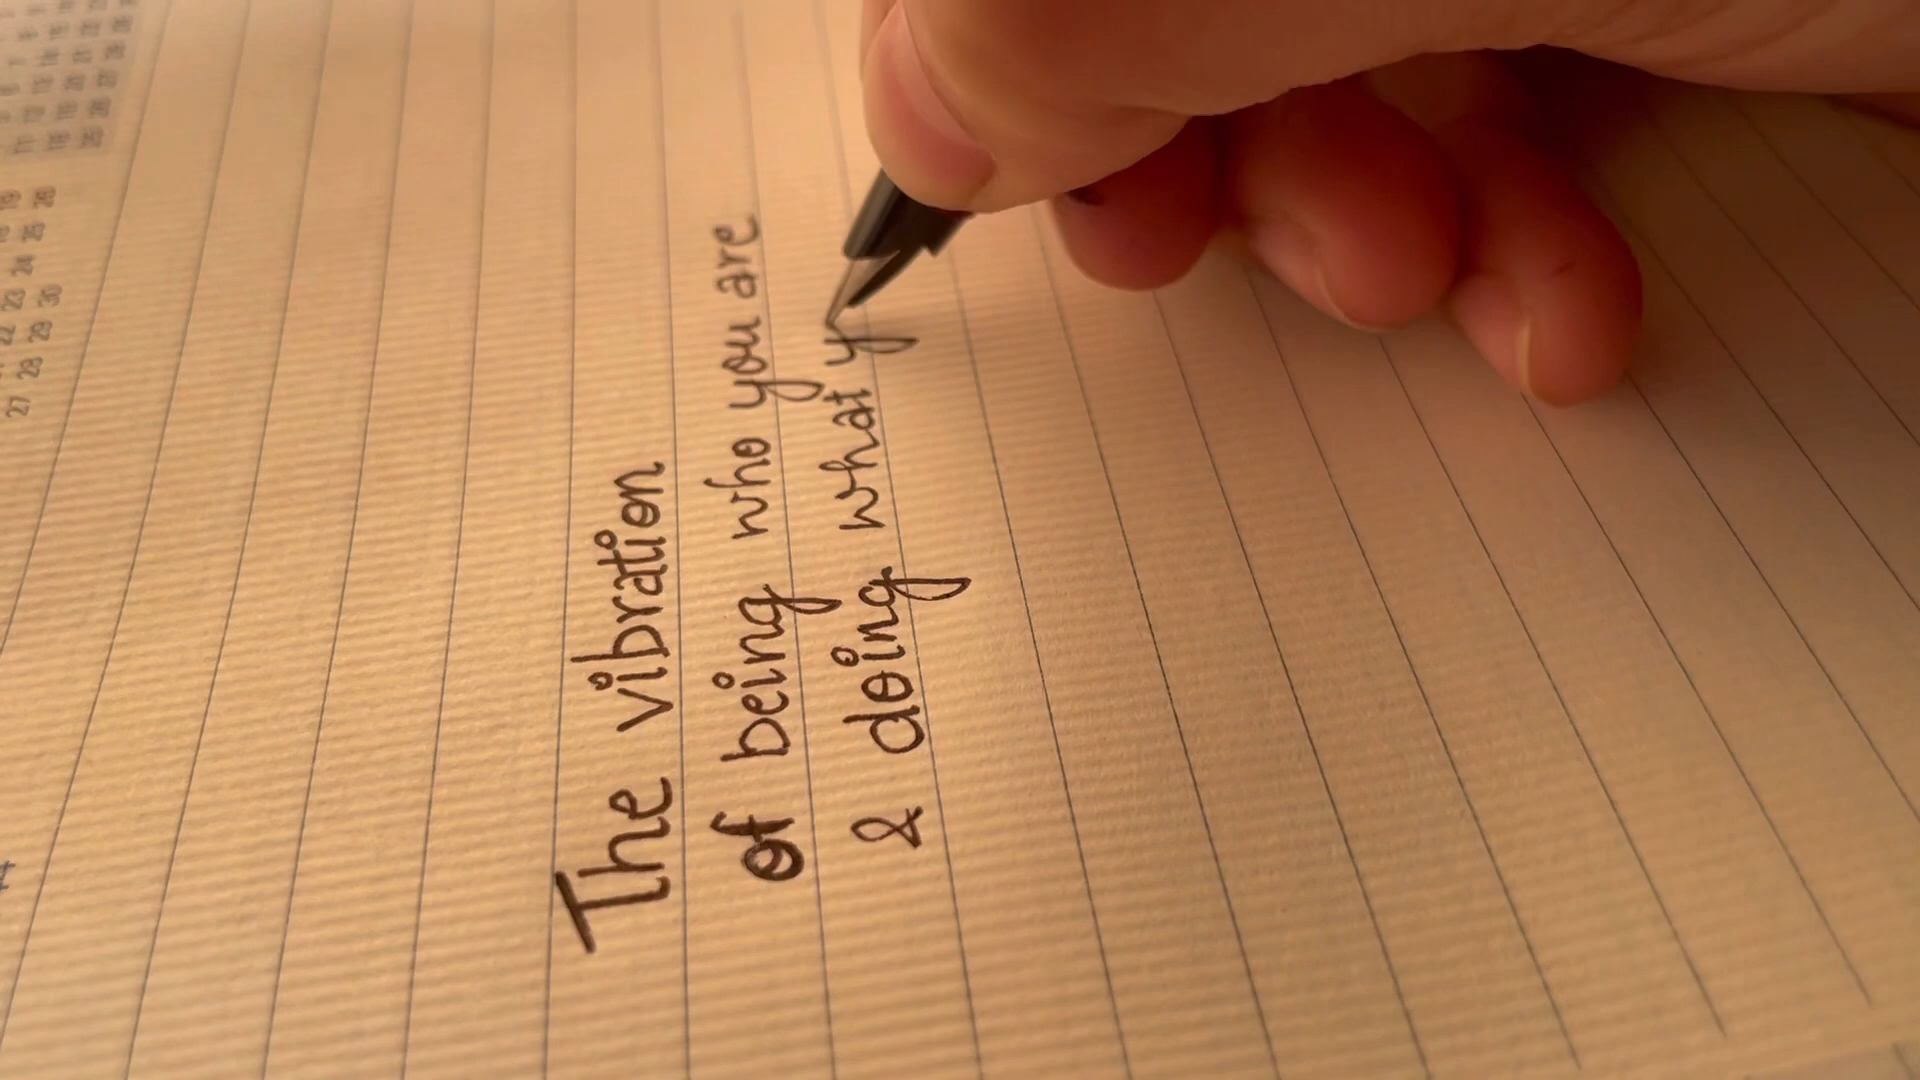 The vibration
of being who you are
& doing what y